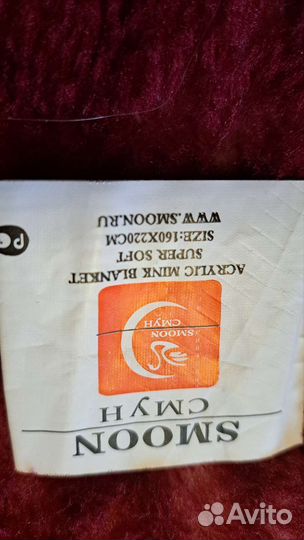 SMOON
СМУН
SMOON
СМУН
ACRYLIC MINK BLANKET
SUPER SOFT
SIZE:160X220CM
WWW.SMOON.RU
Avito